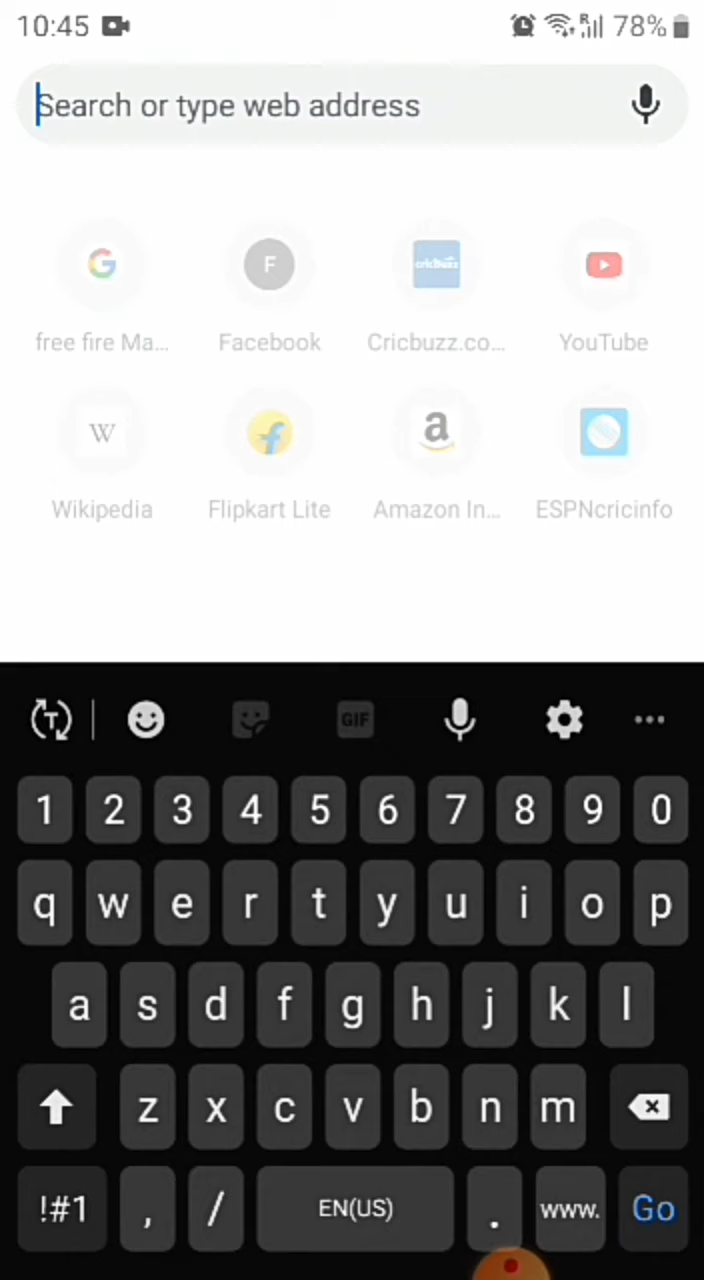 10:45 R 78%
Search or type web address
G F cricbuzz
free fire Ma... Facebook Cricbuzz.co... YouTube
W f a
Wikipedia Flipkart Lite Amazon In... ESPNcricinfo
T GIF ...
1 2 3 4 5 6 7 8 9 0
q w e r t y u i o p
a s d f g h j k l
z x c v b n m
!#1 , / EN(US) . www. Go